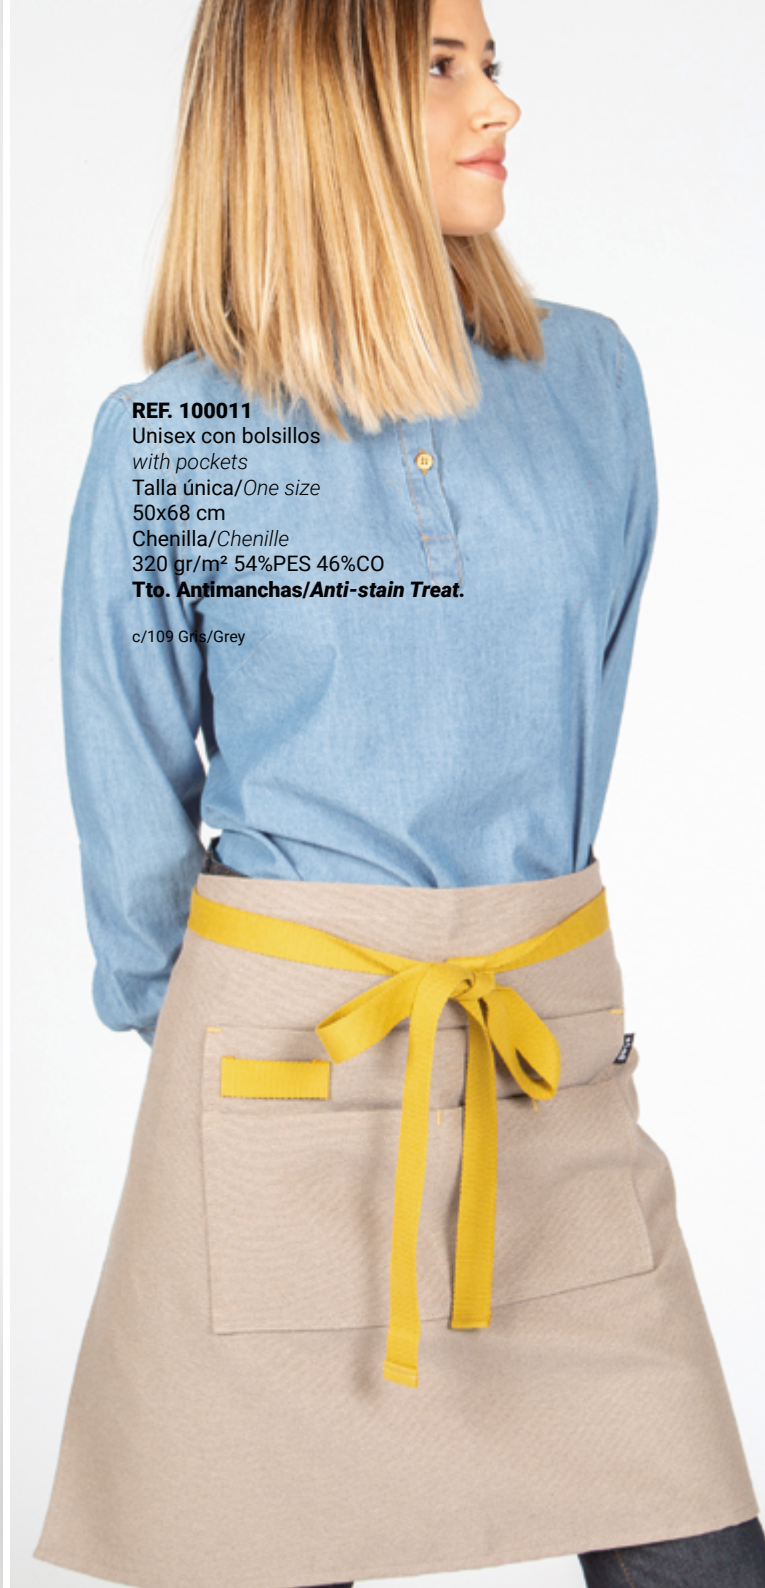 REF. 100011
Unisex con bolsillos
with pockets
Talla única/One size
50x68 cm
Chenilla/Chenille
320 gr/m² 54%PES 46%CO
Tto. Antimanchas/Anti-stain Treat.
c/109 Gris/Grey